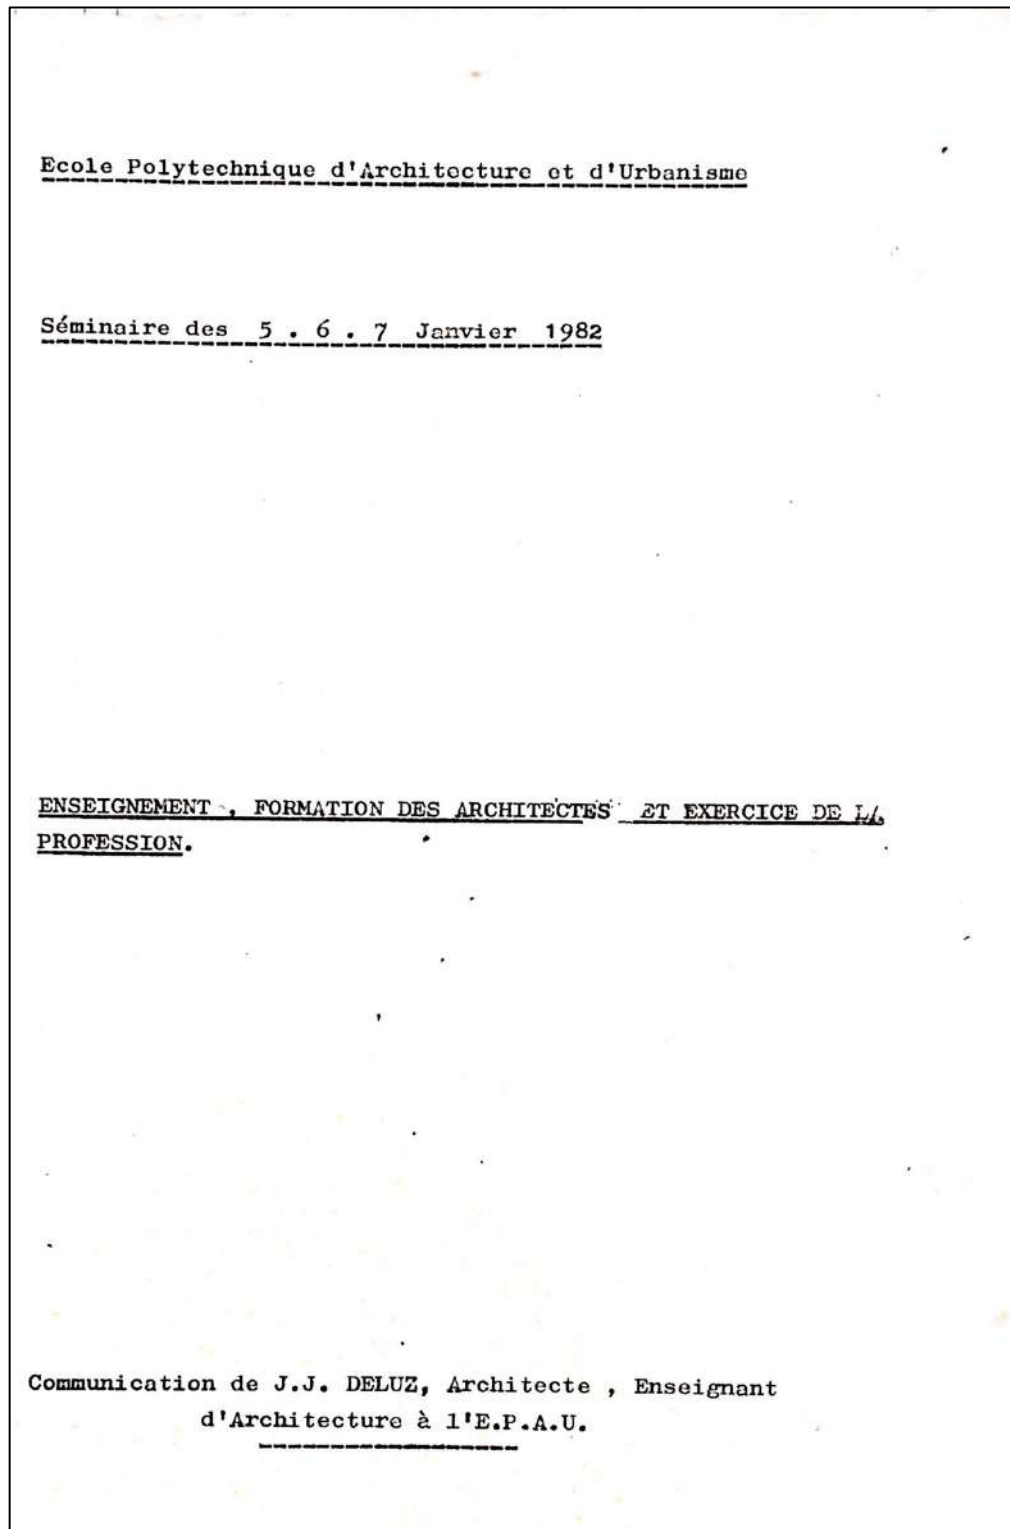 Ecole Polytechnique d'Architecture et d'Urbanisme
Séminaire des 5 . 6 . 7 Janvier 1982
ENSEIGNEMENT , FORMATION DES ARCHITECTES ET EXERCICE DE LA
PROFESSION.
Communication de J.J. DELUZ, Architecte , Enseignant
d'Architecture à l'E.P.A.U.